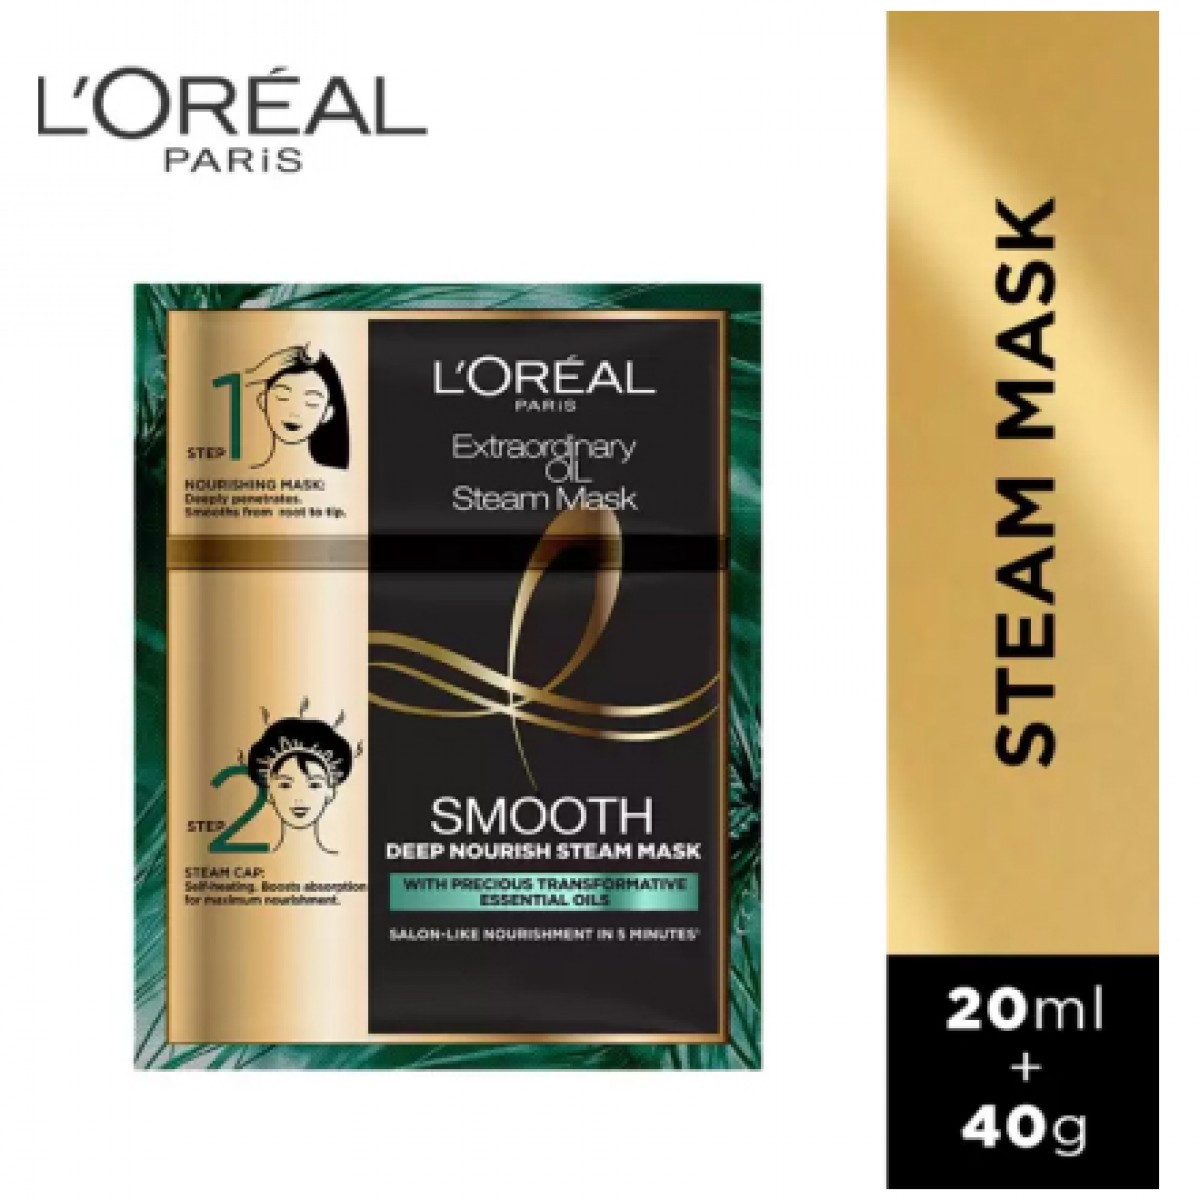 L'ORÉAL
PARiS
STEP 1
NOURISHING MASK:
Deeply penetrates.
Smooths from root to tip.
STEP 2
STEAM CAP:
Self-heating. Boosts absorption
for maximum nourishment.
L'ORÉAL
PARiS
Extraordinary
OIL
Steam Mask
SMOOTH
DEEP NOURISH STEAM MASK
WITH PRECIOUS TRANSFORMATIVE
ESSENTIAL OILS
SALON-LIKE NOURISHMENT IN 5 MINUTES¹
STEAM MASK
20ml
+
40g